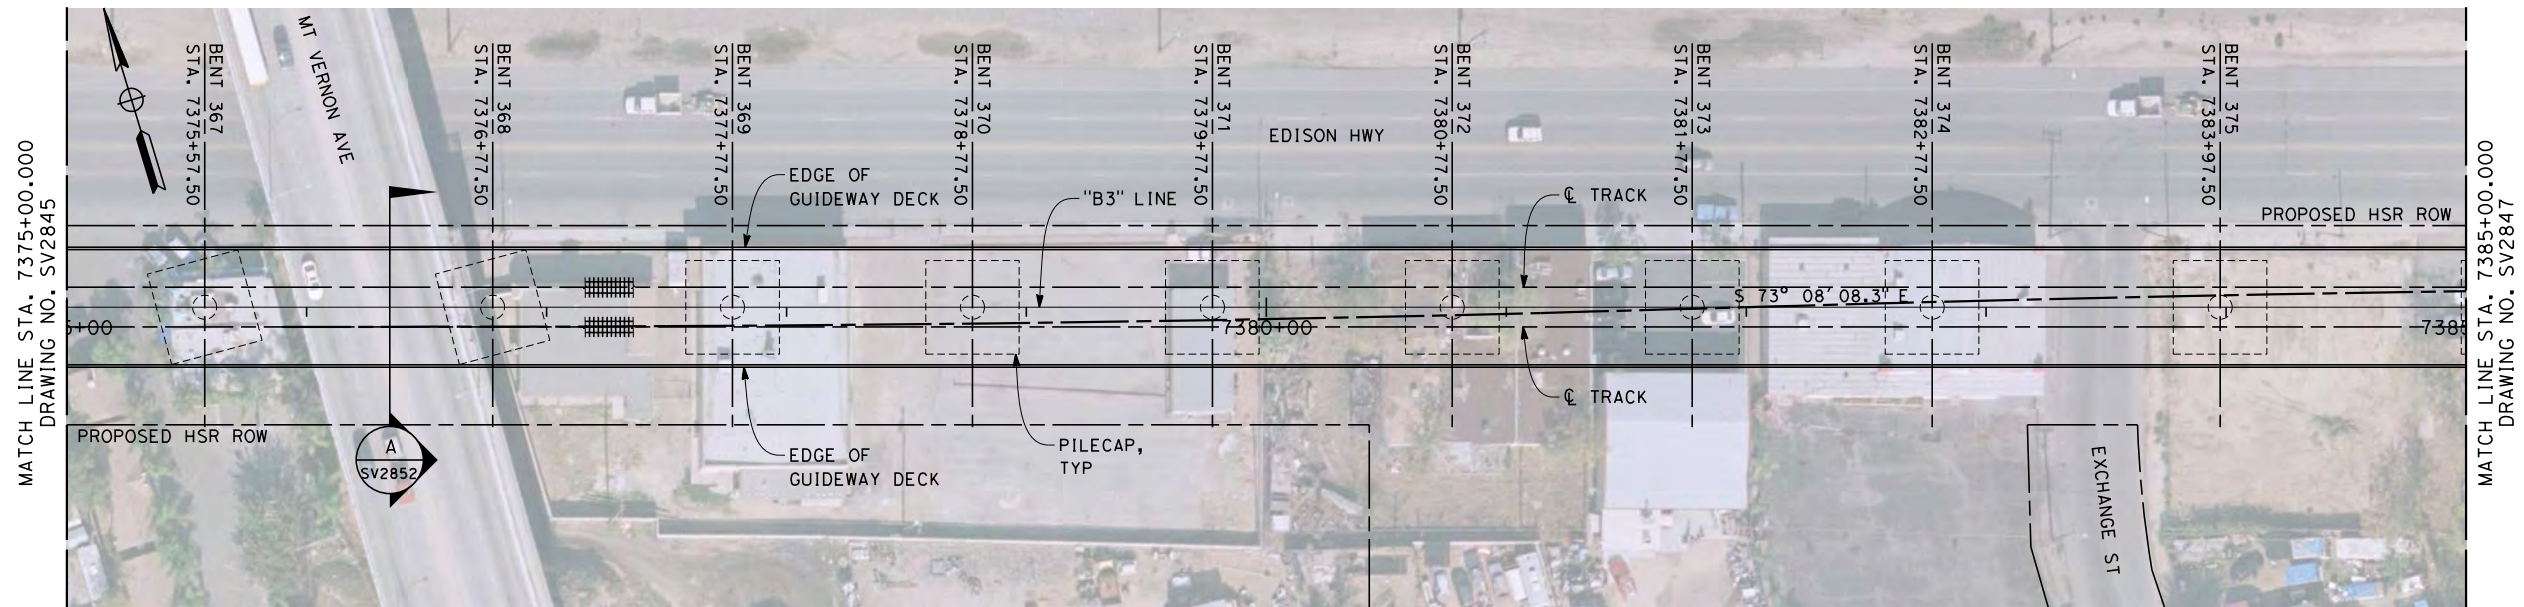 MATCH LINE STA. 7375+00.000
DRAWING NO. SV2845
MT VERNON AVE
BENT 367
STA. 7375+57.50
BENT 368
STA. 7376+77.50
BENT 369
STA. 7377+77.50
BENT 370
STA. 7378+77.50
BENT 371
STA. 7379+77.50
BENT 372
STA. 7380+77.50
BENT 373
STA. 7381+77.50
BENT 374
STA. 7382+77.50
BENT 375
STA. 7383+97.50
EDISON HWY
EDGE OF
GUIDEWAY DECK
"B3" LINE
℄ TRACK
PROPOSED HSR ROW
S 73° 08' 08.3" E
5+00
7380+00
738
℄ TRACK
PROPOSED HSR ROW
A
SV2852
EDGE OF
GUIDEWAY DECK
PILECAP,
TYP
EXCHANGE ST
MATCH LINE STA. 7385+00.000
DRAWING NO. SV2847